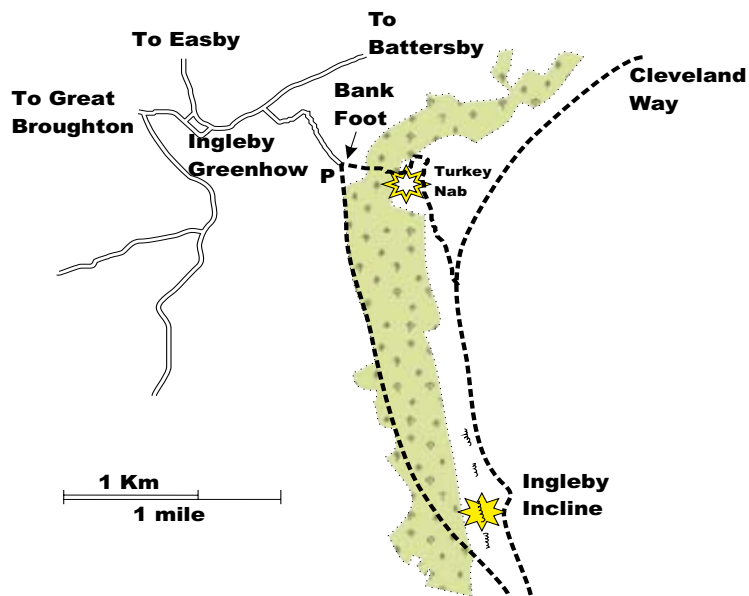 To
Battersby
To Easby
To Great
Broughton
Ingleby
Greenhow
Bank
Foot
P
Cleveland
Way
Turkey
Nab
Ingleby
Incline
1 Km
1 mile